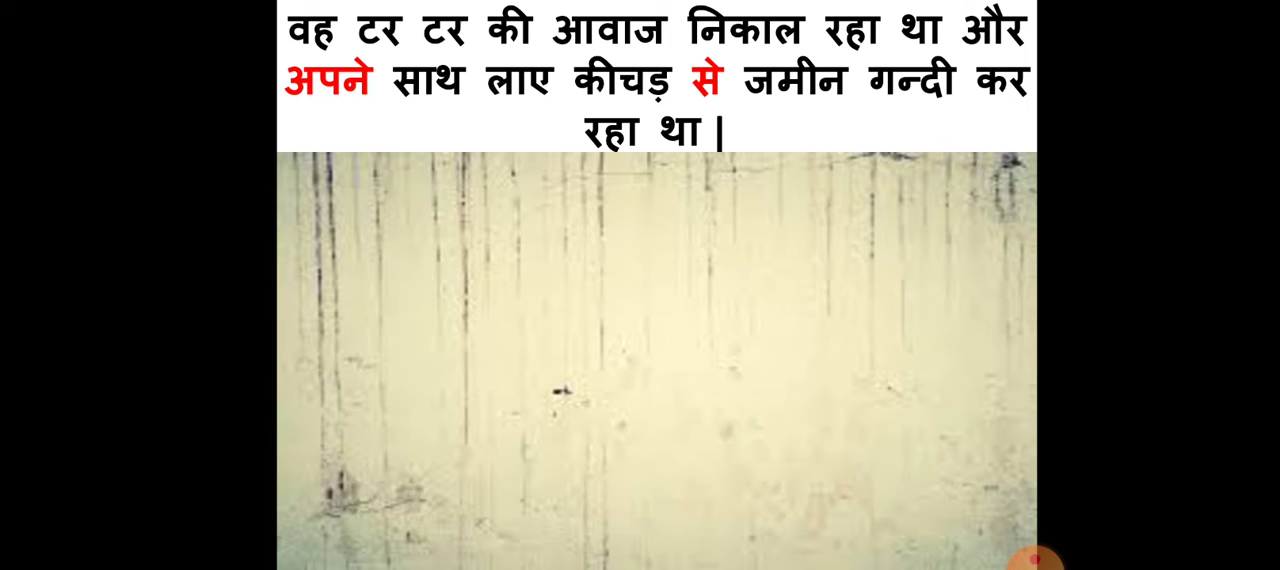 वह टर टर की आवाज निकाल रहा था और
अपने साथ लाए कीचड़ से जमीन गन्दी कर
रहा था |